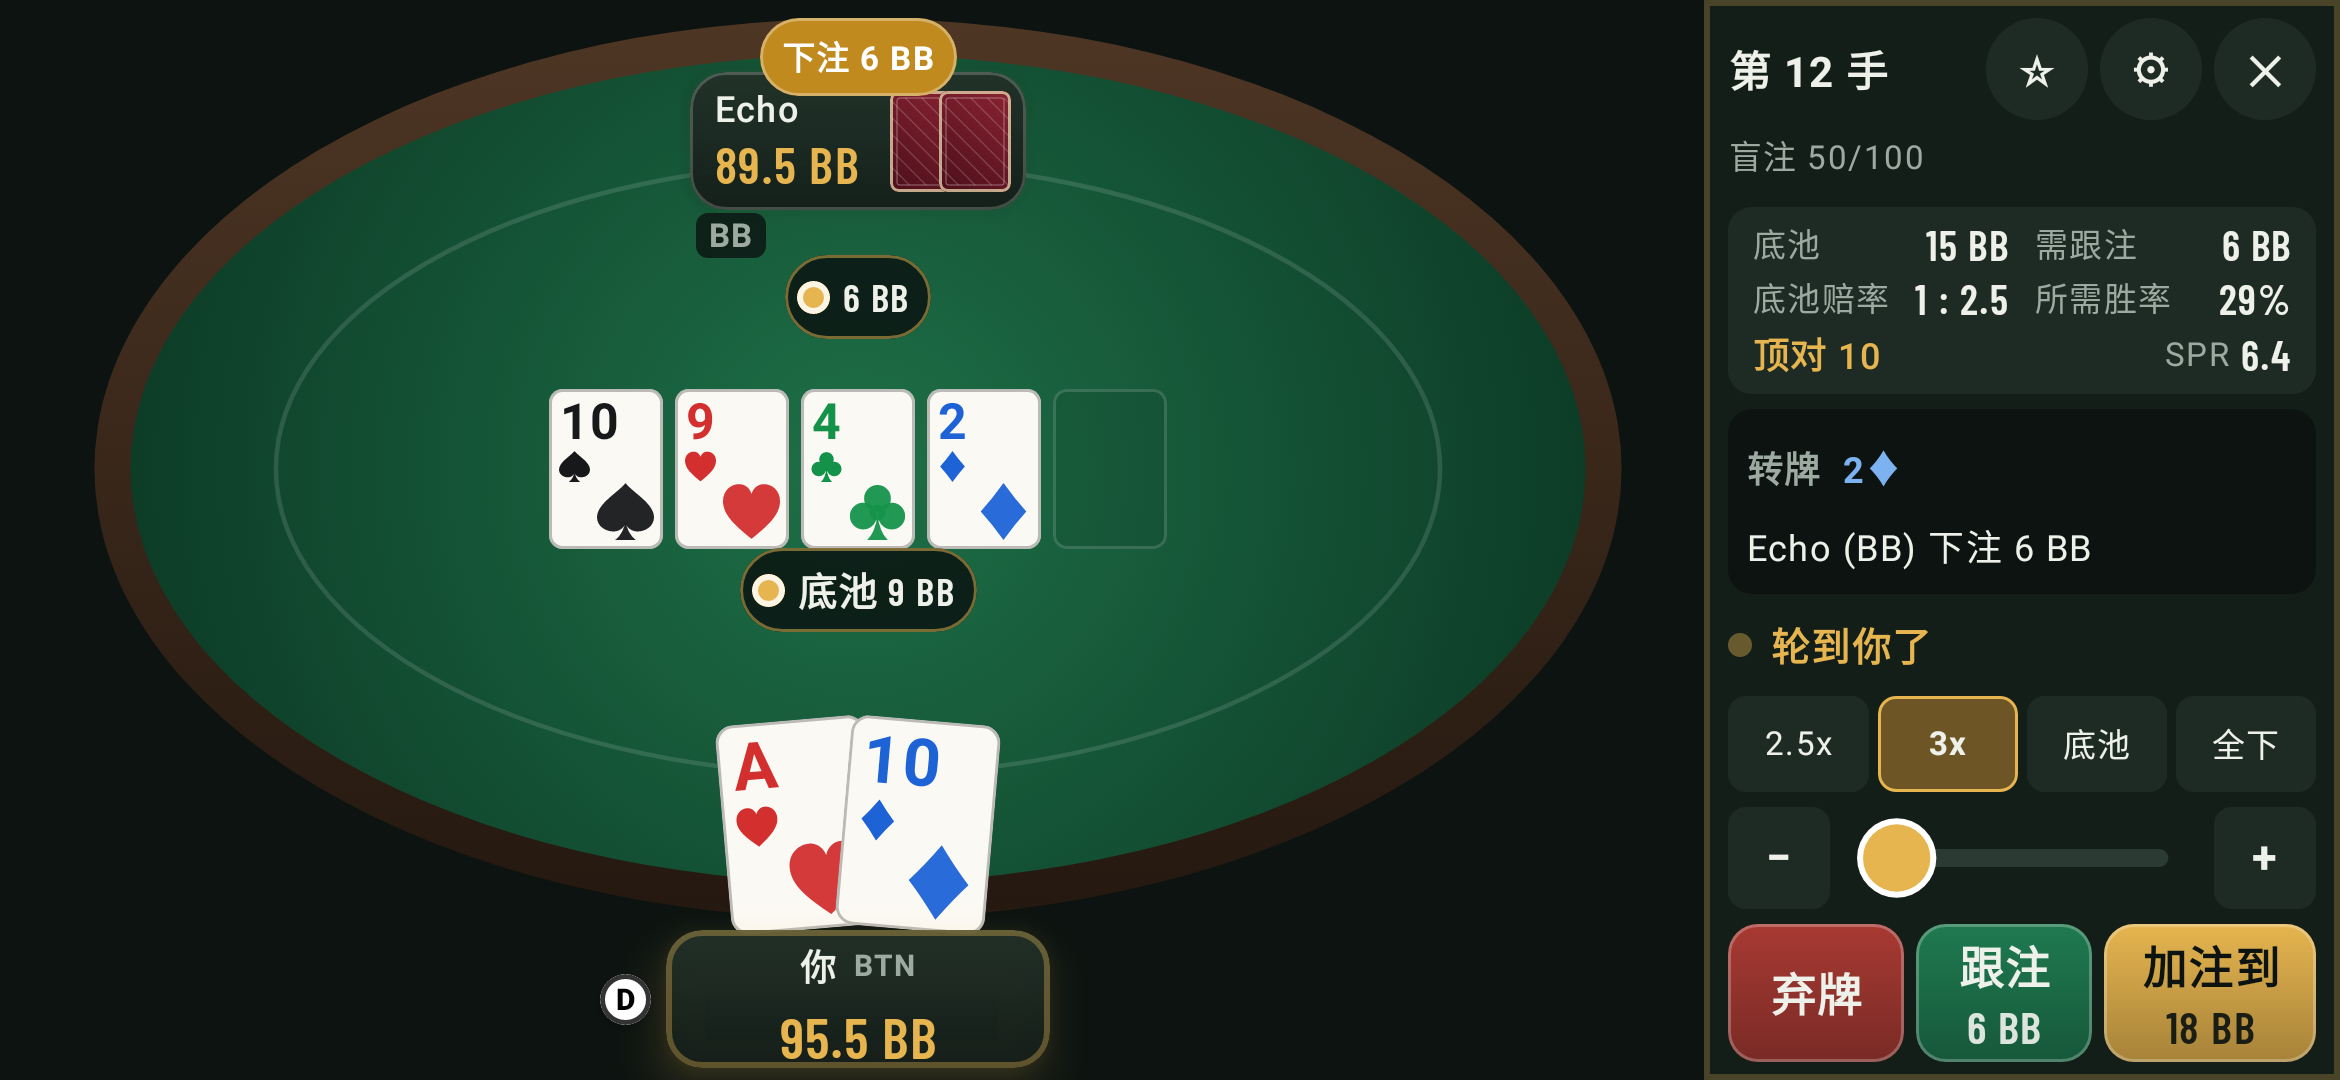 下注 6 BB
Echo
89.5 BB
BB
6 BB
10
9
4
2
底池 9 BB
A
10
你 BTN
D
95.5 BB
第 12 手
盲注 50/100
底池 15 BB 需跟注 6 BB
底池赔率 1 : 2.5 所需胜率 29%
顶对 10 SPR 6.4
转牌 2♦
Echo (BB) 下注 6 BB
轮到你了
2.5x 3x 底池 全下
− +
弃牌
跟注
6 BB
加注到
18 BB